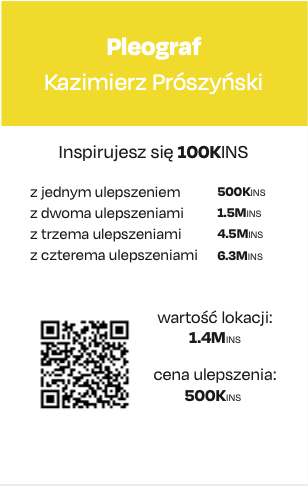 Pleograf
Kazimierz Prószyński
Inspirujesz się 100KINS
z jednym ulepszeniem 500KINS
z dwoma ulepszeniami 1.5MINS
z trzema ulepszeniami 4.5MINS
z czterema ulepszeniami 6.3MINS
wartość lokacji:
1.4MINS
cena ulepszenia:
500KINS